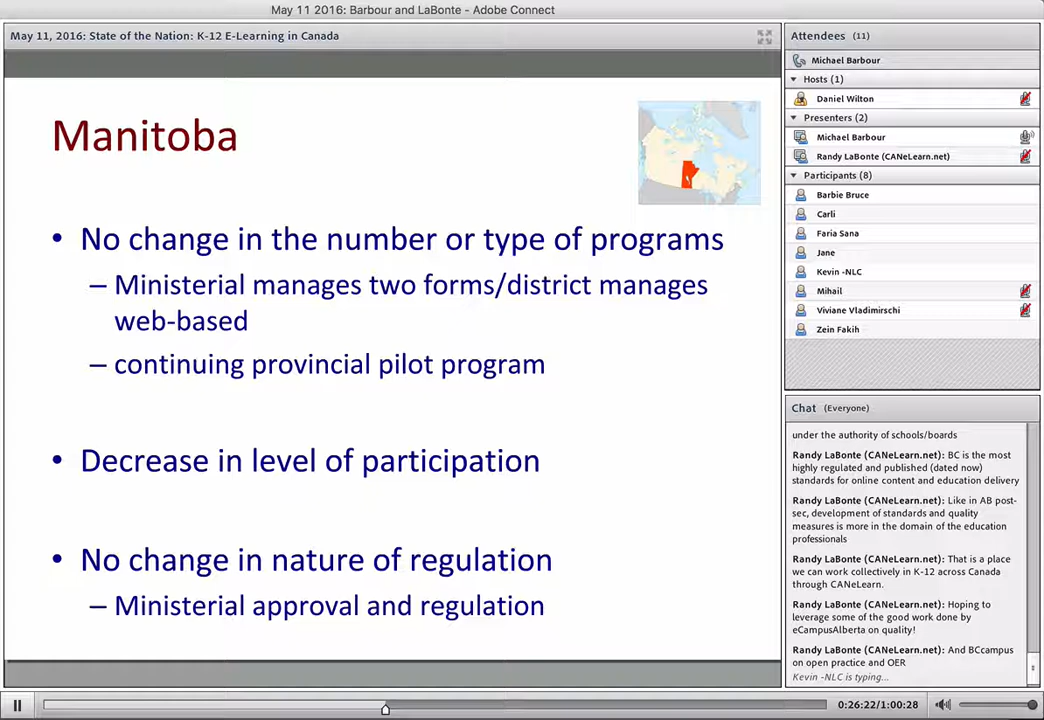 May 11 2016: Barbour and LaBonte - Adobe Connect
May 11, 2016: State of the Nation: K-12 E-Learning in Canada
Manitoba
• No change in the number or type of programs
– Ministerial manages two forms/district manages
web-based
– continuing provincial pilot program
• Decrease in level of participation
• No change in nature of regulation
– Ministerial approval and regulation
Attendees (11)
Michael Barbour
Hosts (1)
Daniel Wilton
Presenters (2)
Michael Barbour
Randy LaBonte (CANeLearn.net)
Participants (8)
Barbie Bruce
Carli
Faria Sana
Jane
Kevin -NLC
Mihail
Viviane Vladimirschi
Zein Fakih
Chat (Everyone)
under the authority of schools/boards
Randy LaBonte (CANeLearn.net): BC is the most
highly regulated and published (dated now)
standards for online content and education delivery
Randy LaBonte (CANeLearn.net): Like in AB post-
sec, development of standards and quality
measures is more in the domain of the education
professionals
Randy LaBonte (CANeLearn.net): That is a place
we can work collectively in K-12 across Canada
through CANeLearn.
Randy LaBonte (CANeLearn.net): Hoping to
leverage some of the good work done by
eCampusAlberta on quality!
Randy LaBonte (CANeLearn.net): And BCcampus
on open practice and OER
Kevin -NLC is typing...
0:26:22/1:00:28